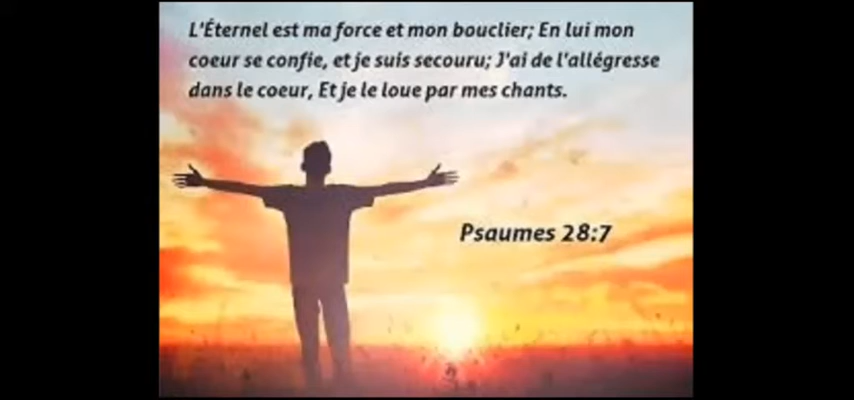 L'Éternel est ma force et mon bouclier; En lui mon
coeur se confie, et je suis secouru; J'ai de l'allégresse
dans le coeur, Et je le loue par mes chants.
Psaumes 28:7